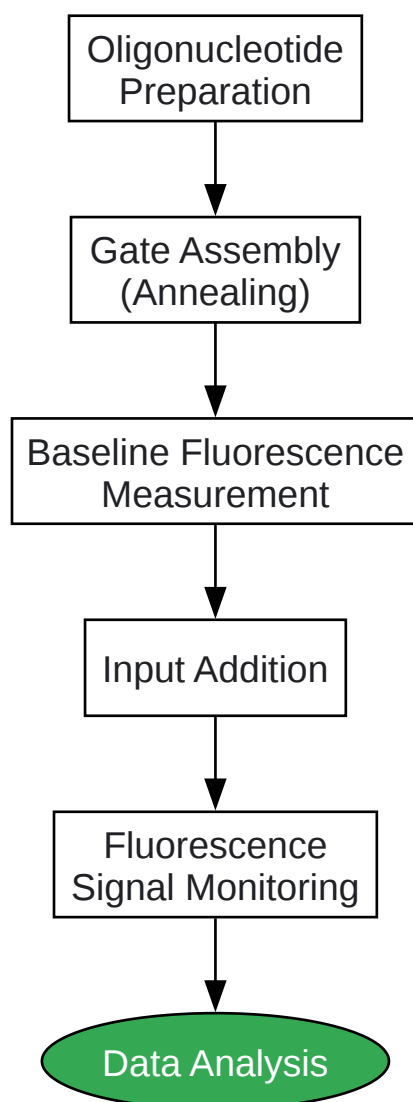 Oligonucleotide
Preparation
Gate Assembly
(Annealing)
Baseline Fluorescence
Measurement
Input Addition
Fluorescence
Signal Monitoring
Data Analysis